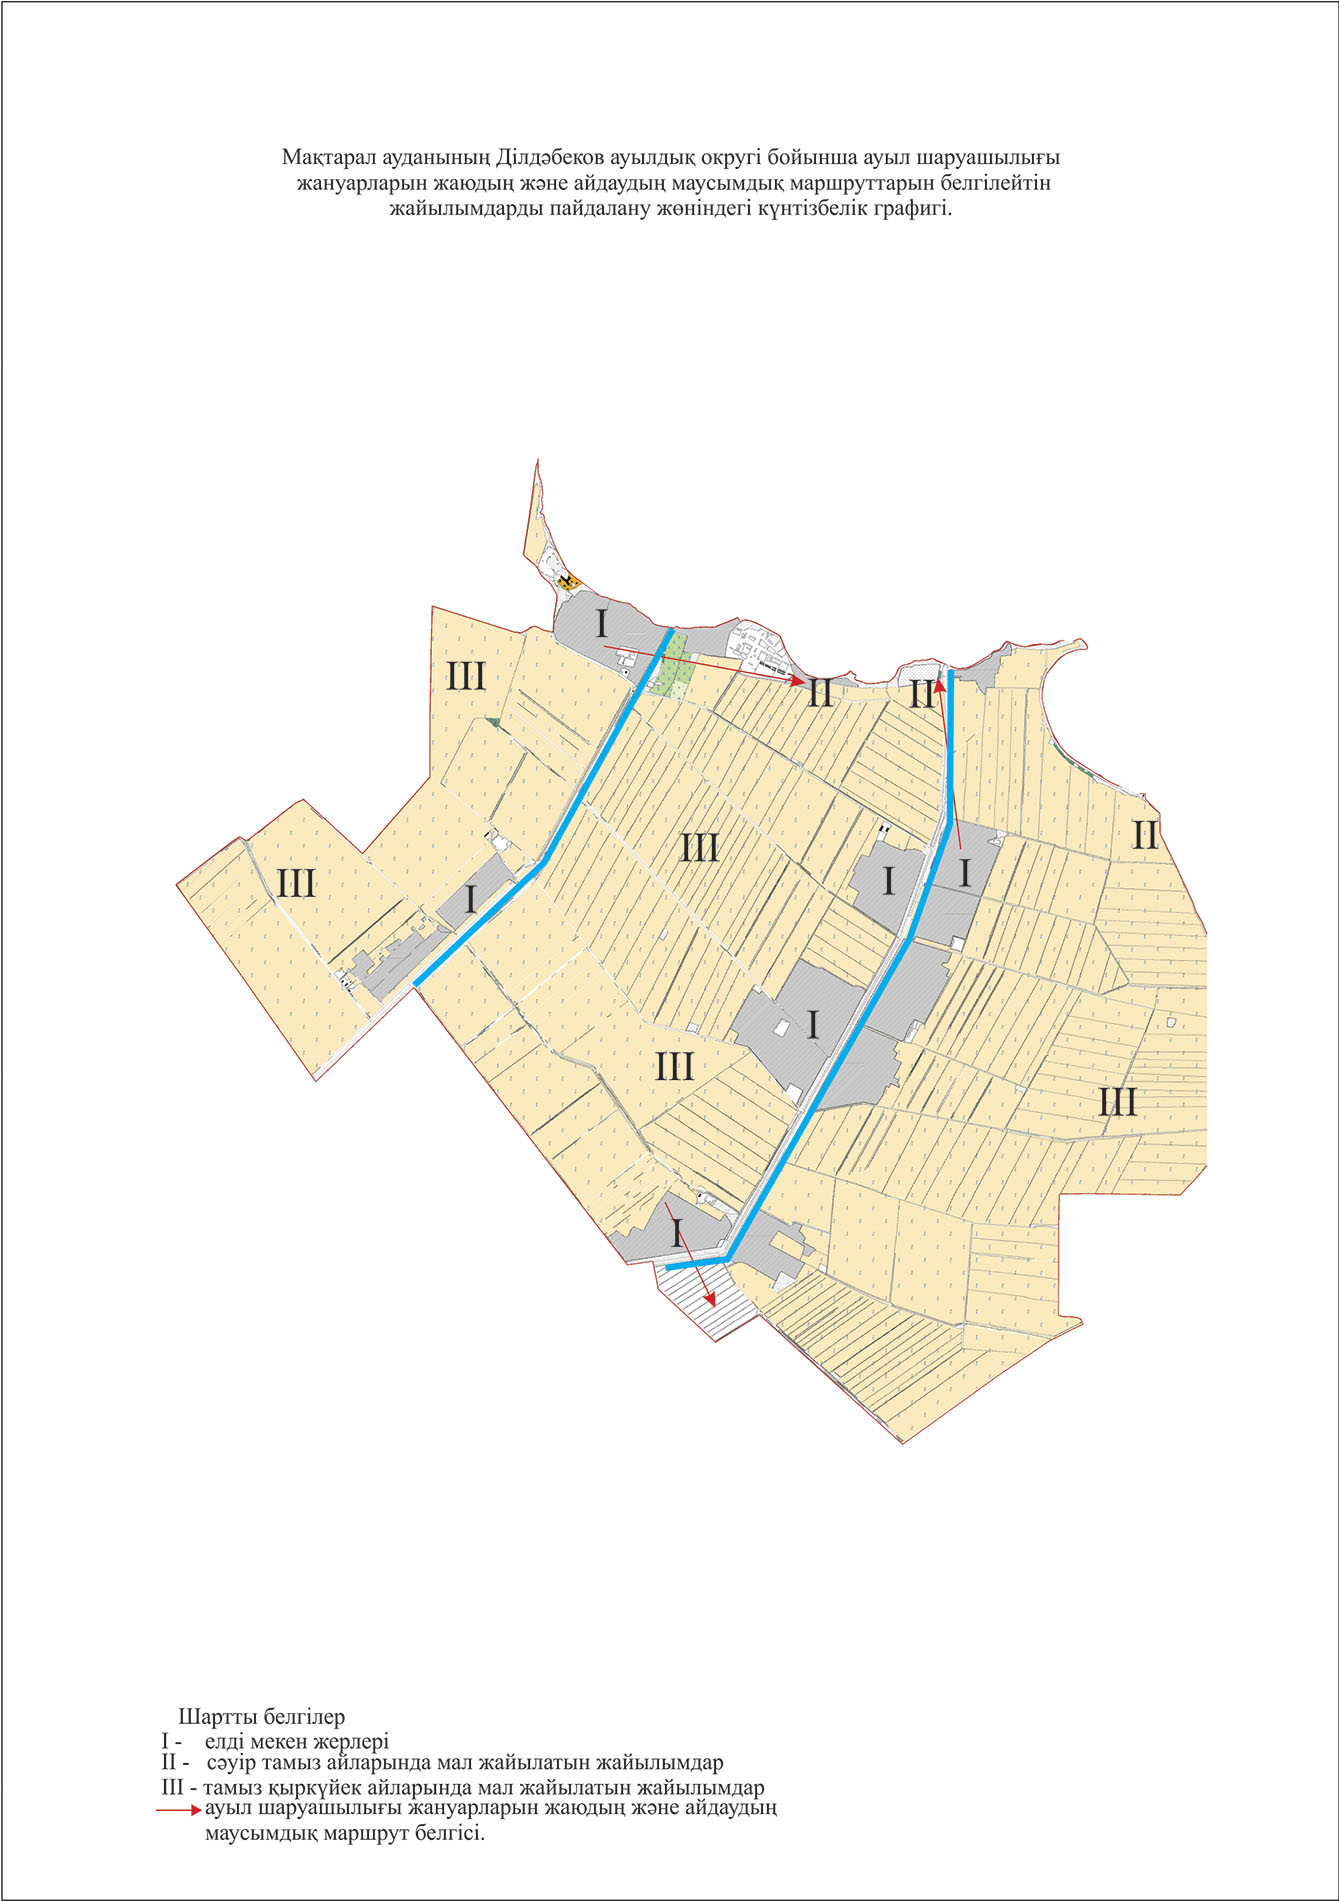 Мақтарал ауданының Ділдәбеков ауылдық округі бойынша ауыл шаруашылығы
жануарларын жаюдың және айдаудың маусымдық маршруттарын белгілейтін
жайылымдарды пайдалану жөніндегі күнтізбелік графигі.
I
III
II
II
III
II
III
I
I
I
I
III
III
I
Шартты белгілер
I - елді мекен жерлері
II - сәуір тамыз айларында мал жайылатын жайылымдар
III - тамыз қыркүйек айларында мал жайылатын жайылымдар
ауыл шаруашылығы жануарларын жаюдың және айдаудың
маусымдық маршрут белгісі.